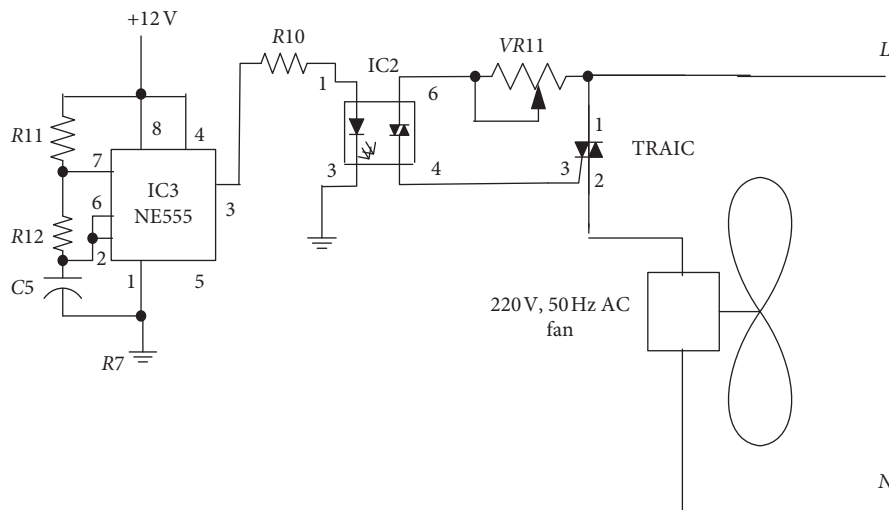 +12 V
R10
VR11
L
IC2
1
6
8
4
R11
7
1
TRAIC
IC3
NE555
3
3
4
3
2
6
R12
2
C5
1
5
220 V, 50 Hz AC
fan
R7
N